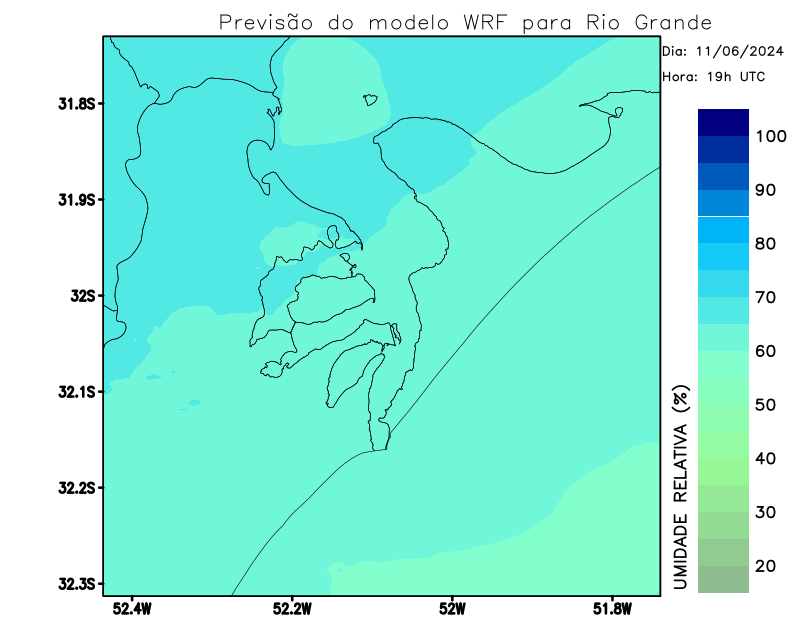 Previsão do modelo WRF para Rio Grande
Dia: 11/06/2024
Hora: 19h UTC
31.8S
31.9S
32S
32.1S
32.2S
32.3S
52.4W
52.2W
52W
51.8W
100
90
80
70
60
50
40
30
20
UMIDADE RELATIVA (%)